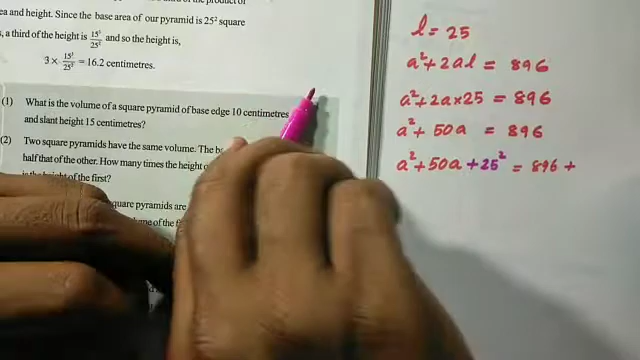 ea and height. Since the base area of our pyramid is 25² square
, a third of the height is 15³/25² and so the height is,
3 × 15³/25² = 16.2 centimetres.
(1) What is the volume of a square pyramid of base edge 10 centimetres
and slant height 15 centimetres?
(2) Two square pyramids have the same volume. The
half that of the other. How many times the height
of the first?
square pyramids are
of the
l = 25
a² + 2al = 896
a² + 2a × 25 = 896
a² + 50a = 896
a² + 50a + 25² = 896 +